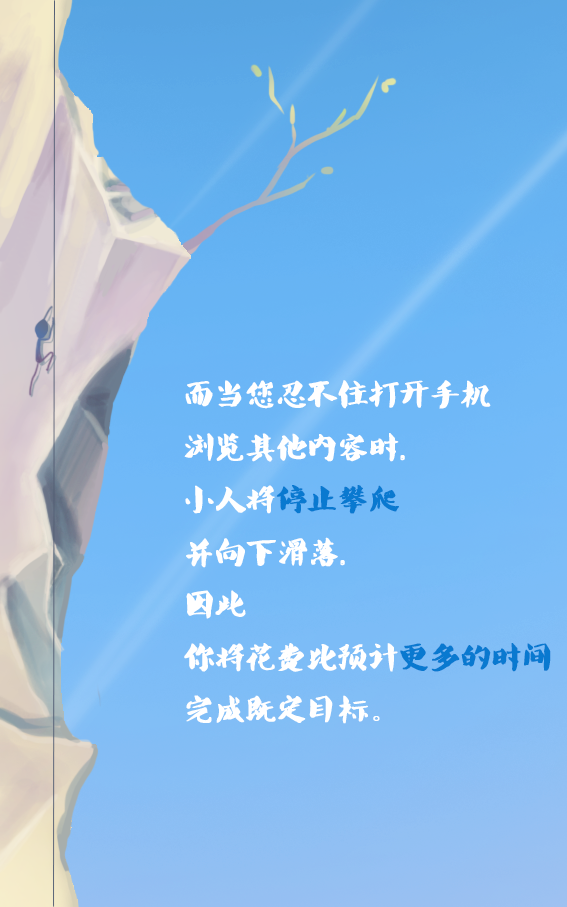 而当您忍不住打开手机
浏览其他内容时，
小人将停止攀爬
并向下滑落，
因此
你将花费比预计更多的时间
完成既定目标。